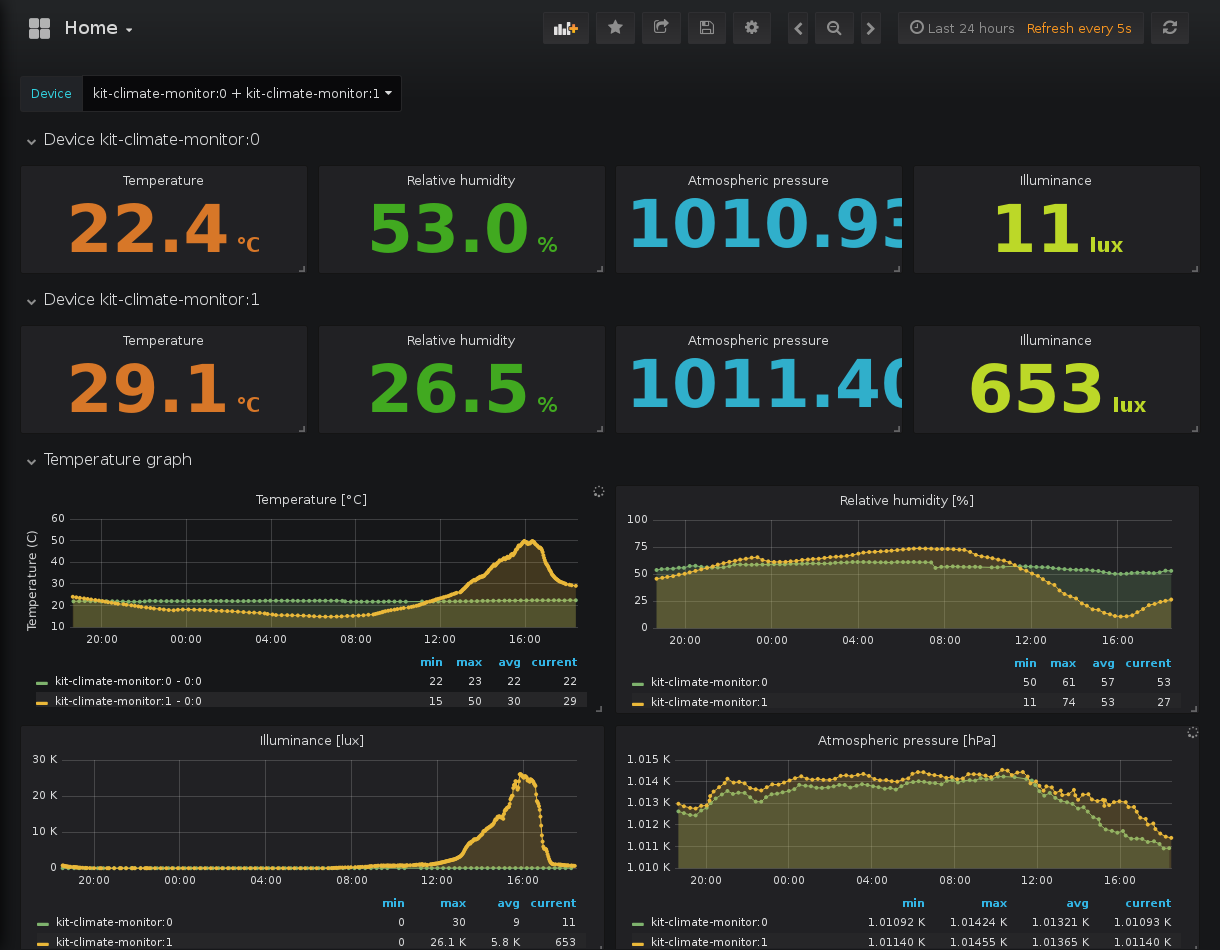 Home
Last 24 hours Refresh every 5s
Device kit-climate-monitor:0 + kit-climate-monitor:1
Device kit-climate-monitor:0
Temperature
22.4 °C
Relative humidity
53.0 %
Atmospheric pressure
1010.93
Illuminance
11 lux
Device kit-climate-monitor:1
Temperature
29.1 °C
Relative humidity
26.5 %
Atmospheric pressure
1011.40
Illuminance
653 lux
Temperature graph
Temperature [°C]
Temperature (C)
60
50
40
30
20
10
20:00 00:00 04:00 08:00 12:00 16:00
min max avg current
kit-climate-monitor:0 - 0:0 22 23 22 22
kit-climate-monitor:1 - 0:0 15 50 30 29
Relative humidity [%]
100
75
50
25
0
20:00 00:00 04:00 08:00 12:00 16:00
min max avg current
kit-climate-monitor:0 50 61 57 53
kit-climate-monitor:1 11 74 53 27
Illuminance [lux]
30 K
20 K
10 K
0
20:00 00:00 04:00 08:00 12:00 16:00
min max avg current
kit-climate-monitor:0 0 30 9 11
kit-climate-monitor:1 0 26.1 K 5.8 K 653
Atmospheric pressure [hPa]
1.015 K
1.014 K
1.013 K
1.012 K
1.011 K
1.010 K
20:00 00:00 04:00 08:00 12:00 16:00
min max avg current
kit-climate-monitor:0 1.01092 K 1.01424 K 1.01321 K 1.01093 K
kit-climate-monitor:1 1.01140 K 1.01455 K 1.01365 K 1.01140 K